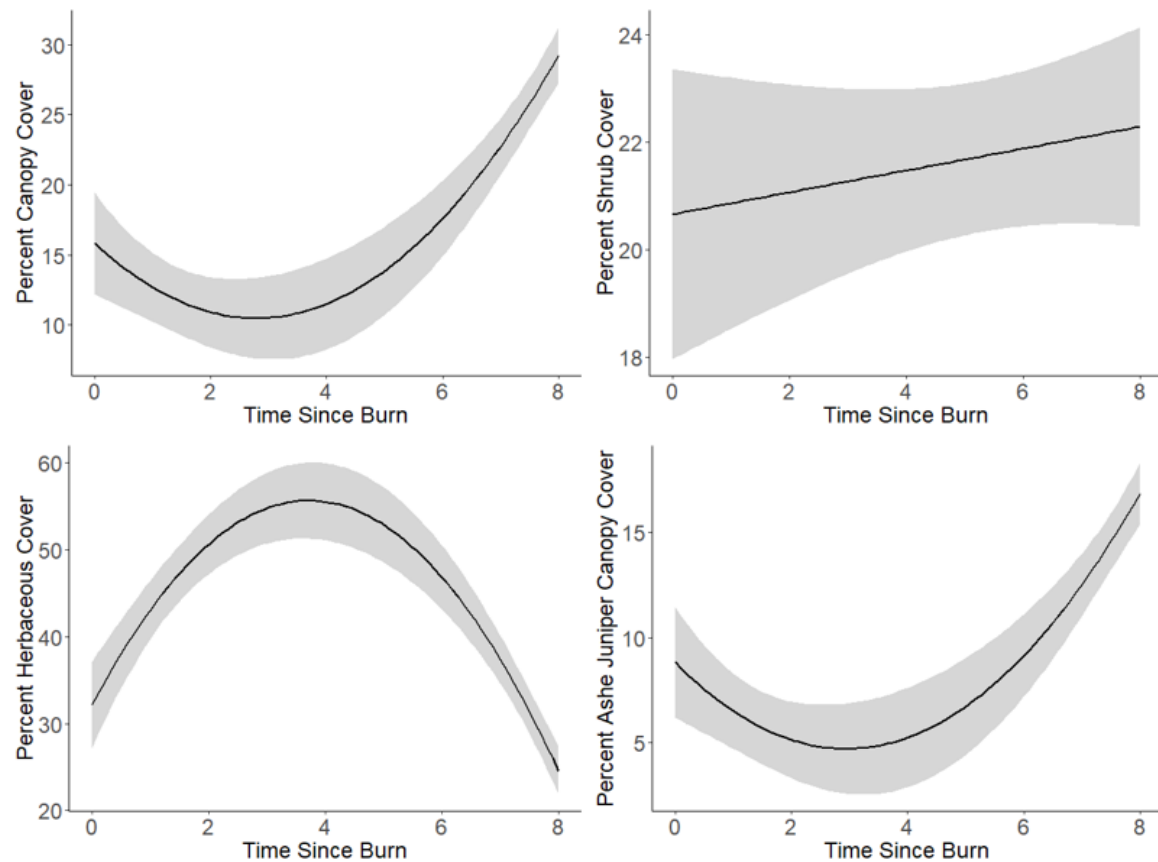 Percent Canopy Cover
30
25
20
15
10
0 2 4 6 8
Time Since Burn
Percent Shrub Cover
24
22
20
18
0 2 4 6 8
Time Since Burn
Percent Herbaceous Cover
60
50
40
30
20
0 2 4 6 8
Time Since Burn
Percent Ashe Juniper Canopy Cover
15
10
5
0 2 4 6 8
Time Since Burn